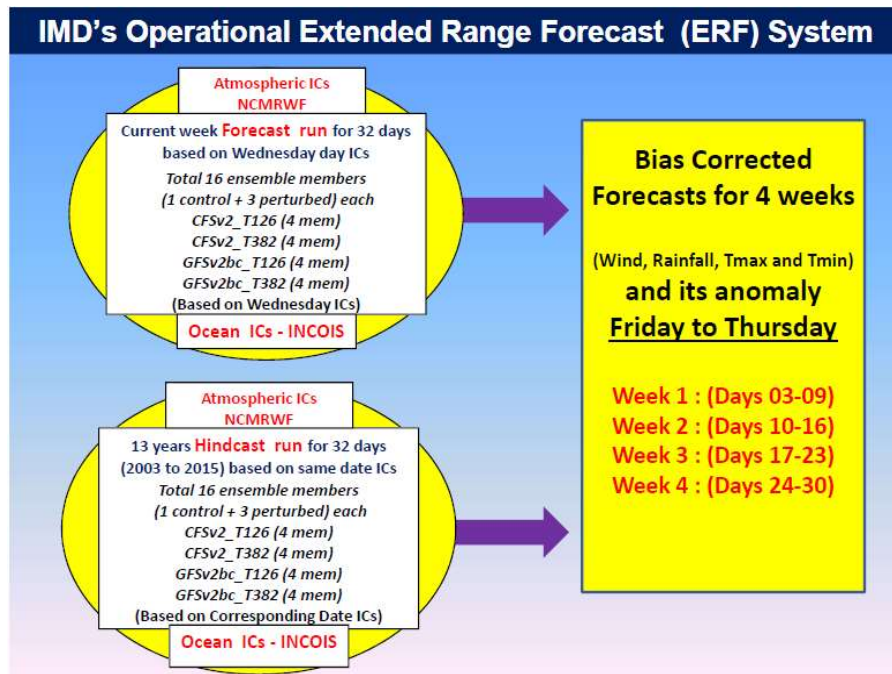 IMD's Operational Extended Range Forecast (ERF) System
Atmospheric ICs
NCMRWF
Current week Forecast run for 32 days
based on Wednesday day ICs
Total 16 ensemble members
(1 control + 3 perturbed) each
CFSv2_T126 (4 mem)
CFSv2_T382 (4 mem)
GFSv2bc_T126 (4 mem)
GFSv2bc_T382 (4 mem)
(Based on Wednesday ICs)
Ocean ICs - INCOIS
Atmospheric ICs
NCMRWF
13 years Hindcast run for 32 days
(2003 to 2015) based on same date ICs
Total 16 ensemble members
(1 control + 3 perturbed) each
CFSv2_T126 (4 mem)
CFSv2_T382 (4 mem)
GFSv2bc_T126 (4 mem)
GFSv2bc_T382 (4 mem)
(Based on Corresponding Date ICs)
Ocean ICs - INCOIS
Bias Corrected
Forecasts for 4 weeks
(Wind, Rainfall, Tmax and Tmin)
and its anomaly
Friday to Thursday
Week 1 : (Days 03-09)
Week 2 : (Days 10-16)
Week 3 : (Days 17-23)
Week 4 : (Days 24-30)